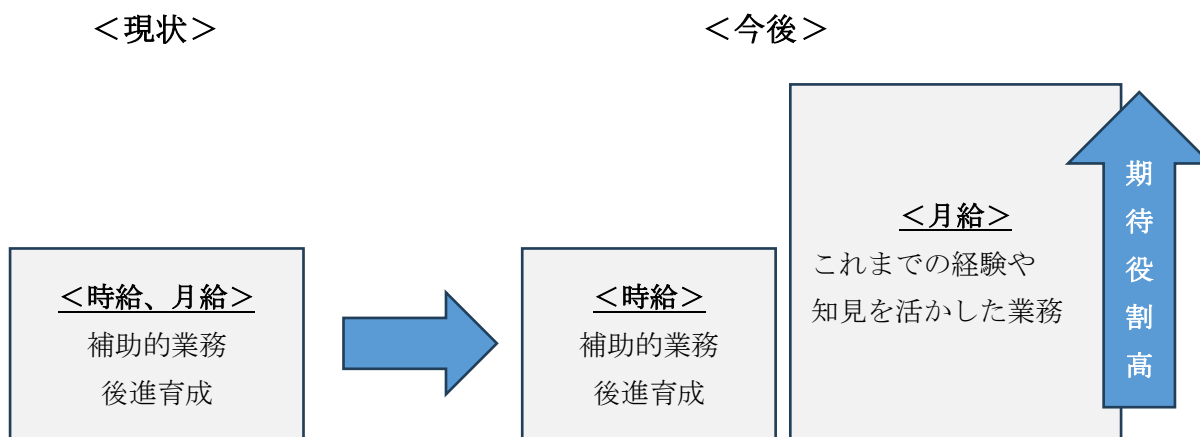 ＜現状＞
＜今後＞
＜時給、月給＞
補助的業務
後進育成
＜時給＞
補助的業務
後進育成
＜月給＞
これまでの経験や
知見を活かした業務
期待役割高